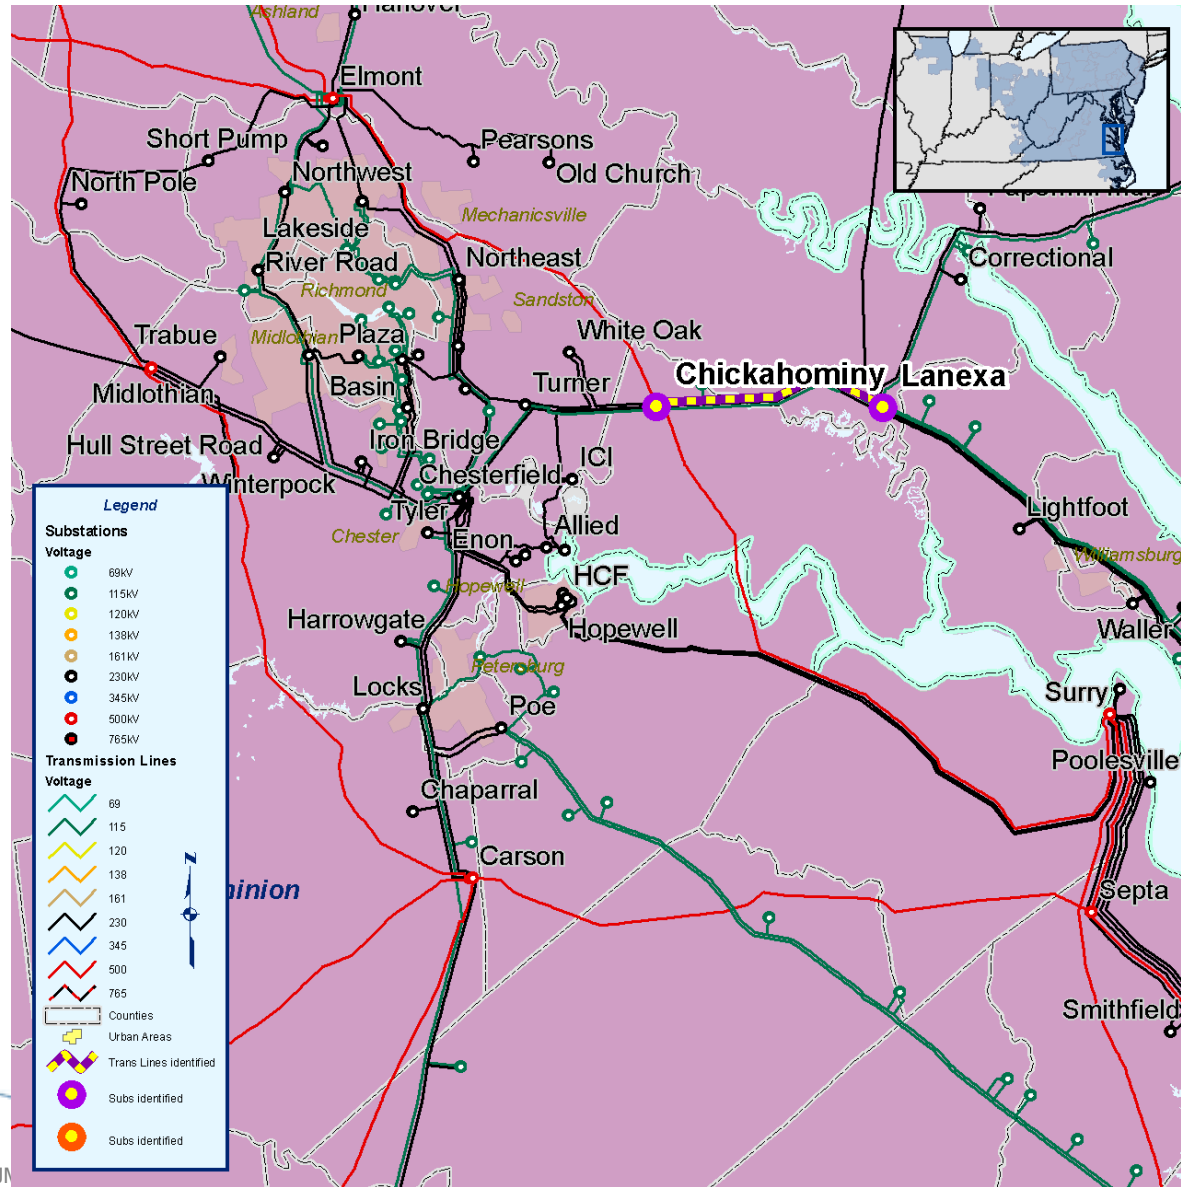 Ashland
Hanover
Elmont
Short Pump
Pearsons
Old Church
North Pole
Northwest
Mechanicsville
Lakeside
River Road
Northeast
Correctional
Richmond
Sandston
Trabue
Midlothian
Plaza
White Oak
Midlothian
Basin
Turner
Chickahominy
Lanexa
Hull Street Road
Iron Bridge
ICI
Winterpock
Chesterfield
Tyler
Lightfoot
Chester
Enon
Allied
Williamsburg
Hopewell
HCF
Harrowgate
Hopewell
Waller
Petersburg
Locks
Poe
Surry
Poolesville
Chaparral
Carson
Septa
minion
Smithfield
Legend
Substations
Voltage
69kV
115kV
120kV
138kV
161kV
230kV
345kV
500kV
765kV
Transmission Lines
Voltage
69
115
120
138
161
230
345
500
765
Counties
Urban Areas
Trans Lines identified
Subs identified
Subs identified
N